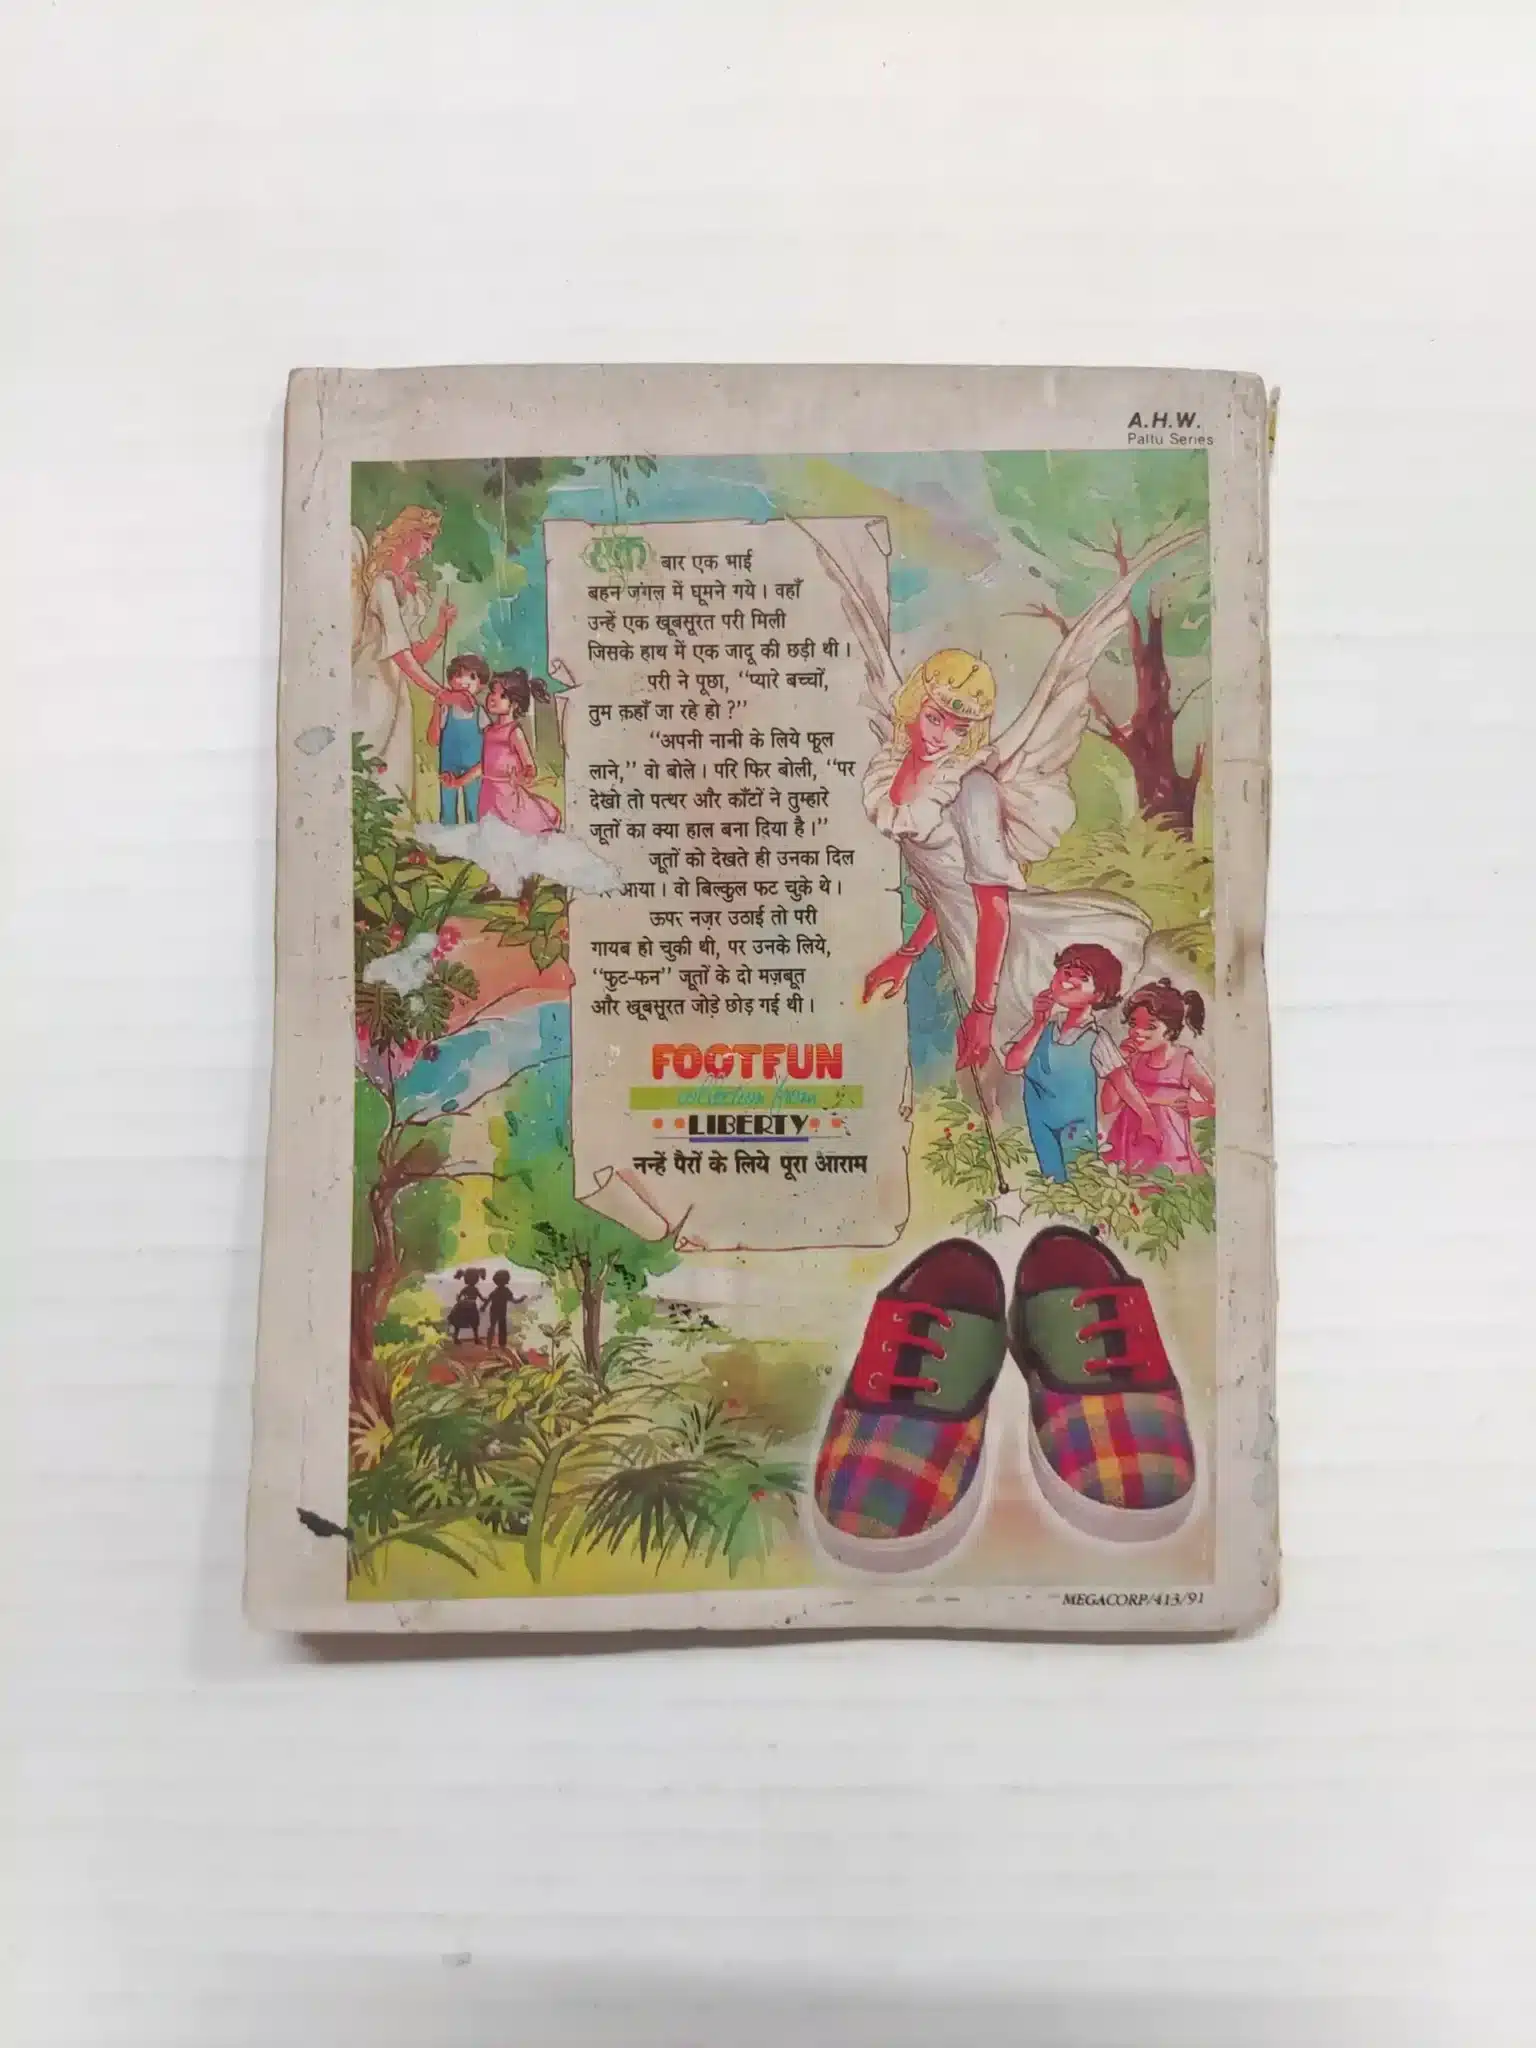 A.H.W.
Paltu Series
एक बार एक भाई
बहन जंगल में घूमने गये। वहाँ
उन्हें एक खूबसूरत परी मिली
जिसके हाथ में एक जादू की छड़ी थी।
परी ने पूछा, “प्यारे बच्चों,
तुम कहाँ जा रहे हो ?”
“अपनी नानी के लिये फूल
लाने,” वो बोले। परि फिर बोली, “पर
देखो तो पत्थर और काँटों ने तुम्हारे
जूतों का क्या हाल बना दिया है।”
जूतों को देखते ही उनका दिल
आया। वो बिल्कुल फट चुके थे।
ऊपर नज़र उठाई तो परी
गायब हो चुकी थी, पर उनके लिये,
“फुट-फन” जूतों के दो मज़बूत
और खूबसूरत जोड़े छोड़ गई थी।
FOOTFUN
collection from
LIBERTY
नन्हें पैरों के लिये पूरा आराम
MEGACORP/413/91